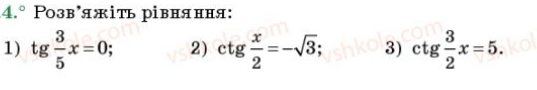 4.° Розв’яжіть рівняння:
1) tg 3/5 x = 0; 2) ctg x/2 = −√3; 3) ctg 3/2 x = 5.